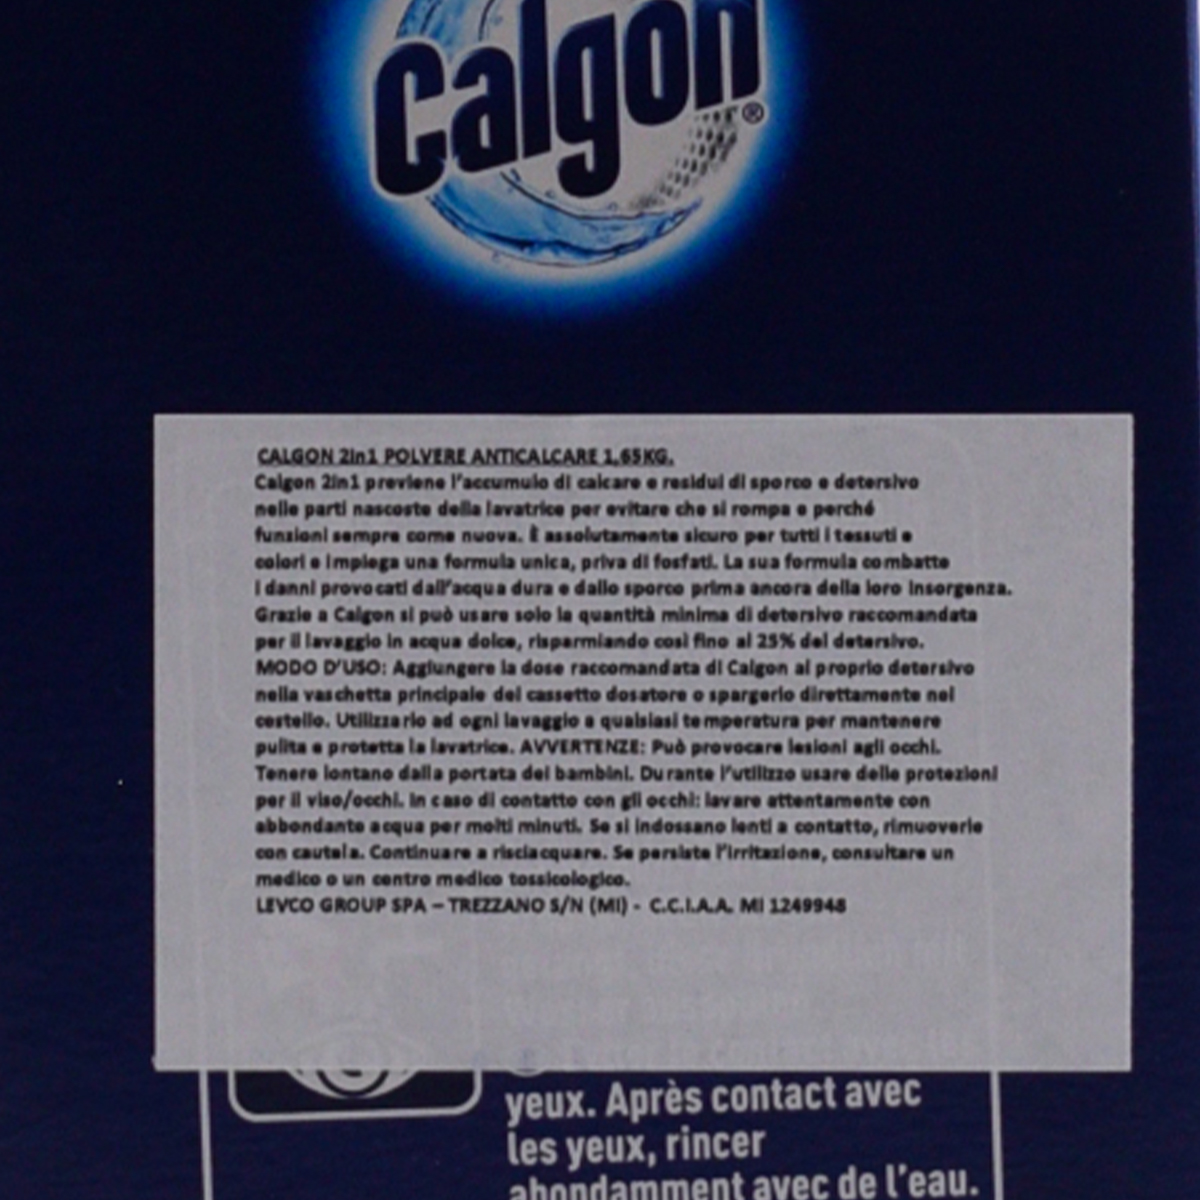 Calgon®
CALGON 2in1 POLVERE ANTICALCARE 1,65KG.
Calgon 2in1 previene l'accumulo di calcare e residui di sporco e detersivo
nelle parti nascoste della lavatrice per evitare che si rompa e perché
funzioni sempre come nuova. È assolutamente sicuro per tutti i tessuti e
colori e impiega una formula unica, priva di fosfati. La sua formula combatte
i danni provocati dall'acqua dura e dallo sporco prima ancora della loro insorgenza.
Grazie a Calgon si può usare solo la quantità minima di detersivo raccomandata
per il lavaggio in acqua dolce, risparmiando così fino al 25% del detersivo.
MODO D'USO: Aggiungere la dose raccomandata di Calgon al proprio detersivo
nella vaschetta principale del cassetto dosatore o spargerlo direttamente nel
cestello. Utilizzarlo ad ogni lavaggio a qualsiasi temperatura per mantenere
pulita e protetta la lavatrice. AVVERTENZE: Può provocare lesioni agli occhi.
Tenere lontano dalla portata dei bambini. Durante l'utilizzo usare delle protezioni
per il viso/occhi. In caso di contatto con gli occhi: lavare attentamente con
abbondante acqua per molti minuti. Se si indossano lenti a contatto, rimuoverle
con cautela. Continuare a risciacquare. Se persiste l'irritazione, consultare un
medico o un centro medico tossicologico.
LEVCO GROUP SPA – TREZZANO S/N (MI) - C.C.I.A.A. MI 1249948
yeux. Après contact avec
les yeux, rincer
abondamment avec de l'eau.